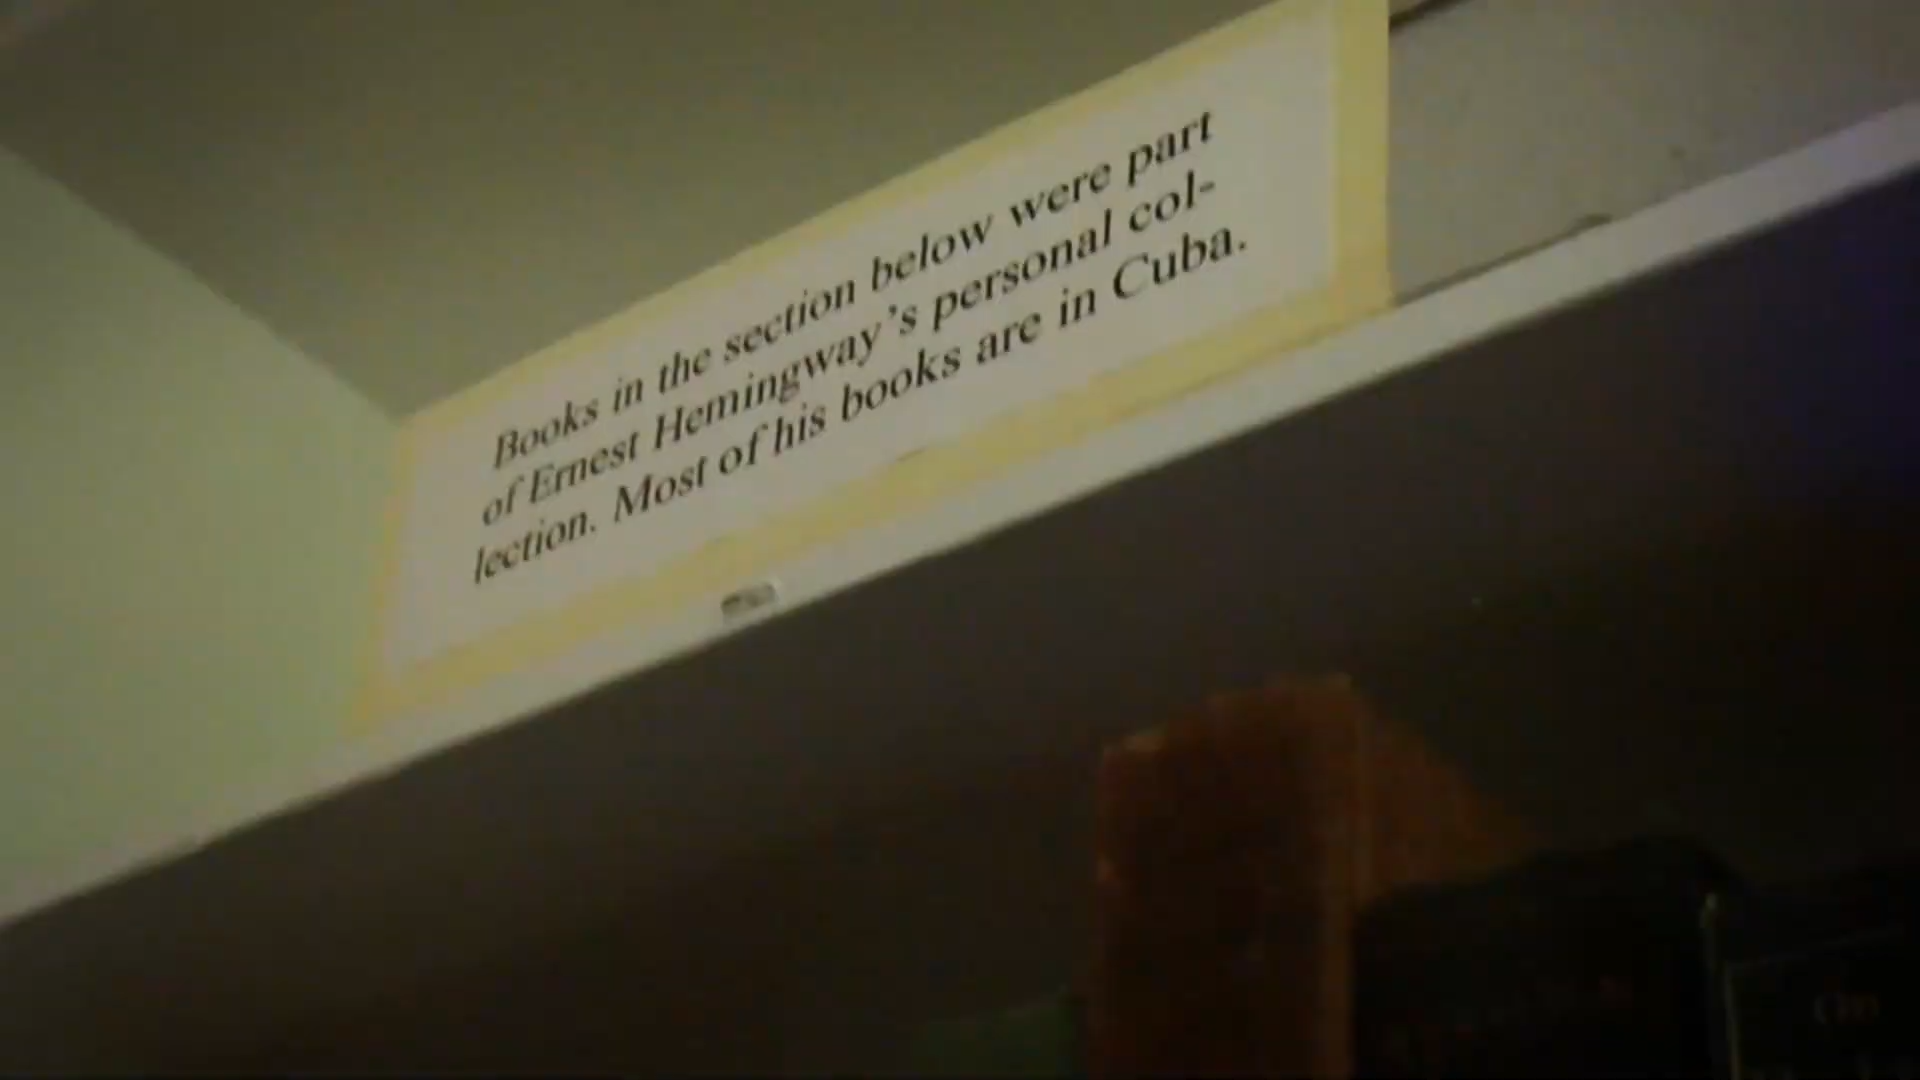 Books in the section below were part
of Ernest Hemingway's personal col-
lection. Most of his books are in Cuba.